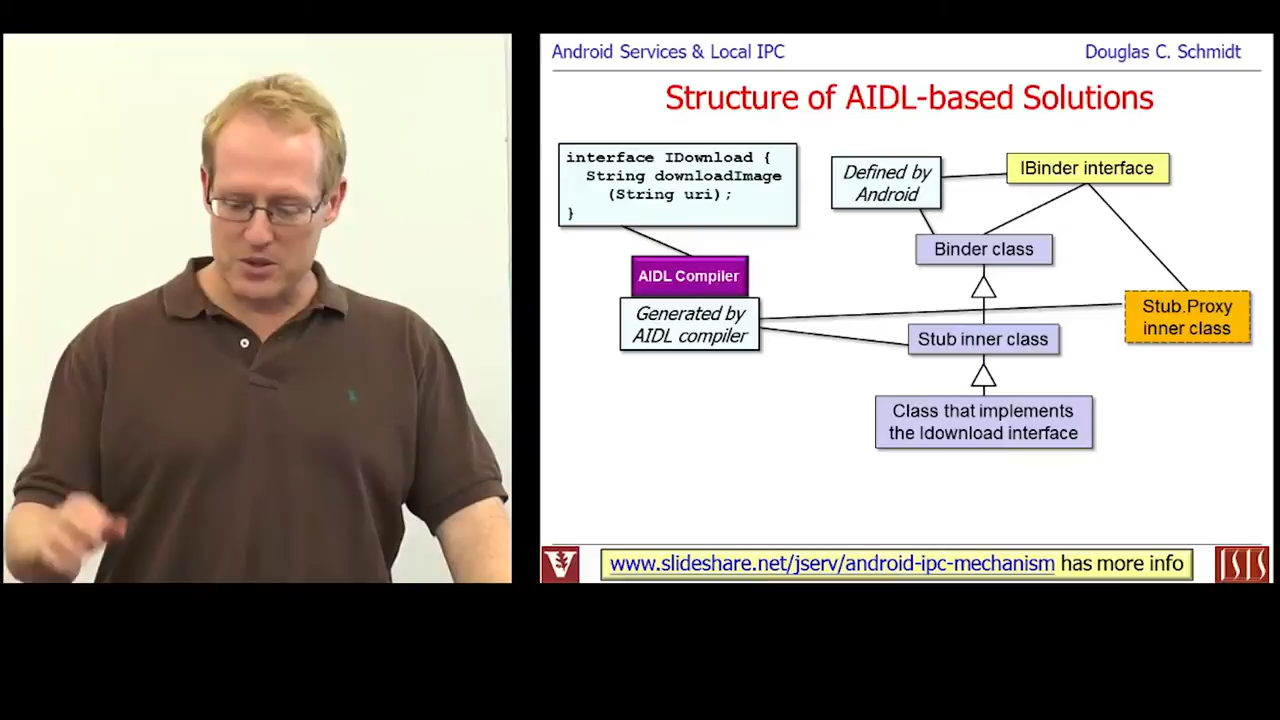 Android Services & Local IPC
Douglas C. Schmidt
Structure of AIDL-based Solutions
interface IDownload {
String downloadImage
(String uri);
}
AIDL Compiler
Generated by
AIDL compiler
Defined by
Android
IBinder interface
Binder class
Stub inner class
Stub.Proxy
inner class
Class that implements
the Idownload interface
www.slideshare.net/jserv/android-ipc-mechanism has more info
V
ISIS